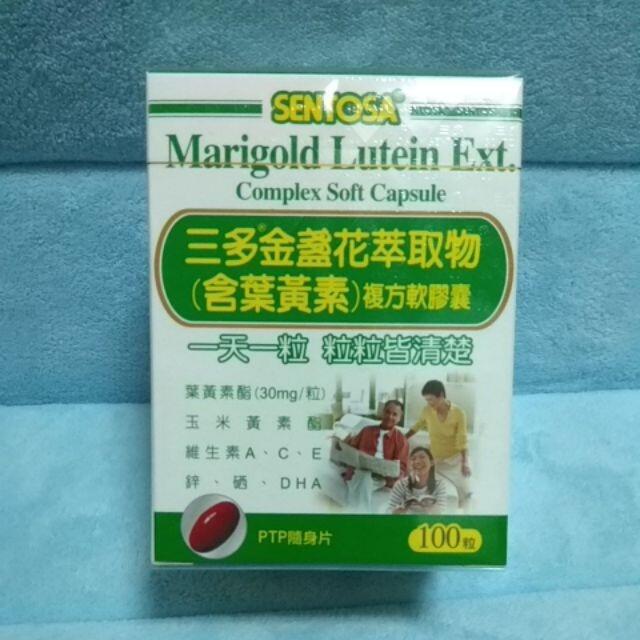 SENTOSA®
Marigold Lutein Ext.
Complex Soft Capsule
三多®金盞花萃取物
(含葉黃素)複方軟膠囊
一天一粒 粒粒皆清楚
葉黃素酯(30mg/粒)
玉米黃素酯
維生素A、C、E
鋅、硒、DHA
PTP隨身片
100粒